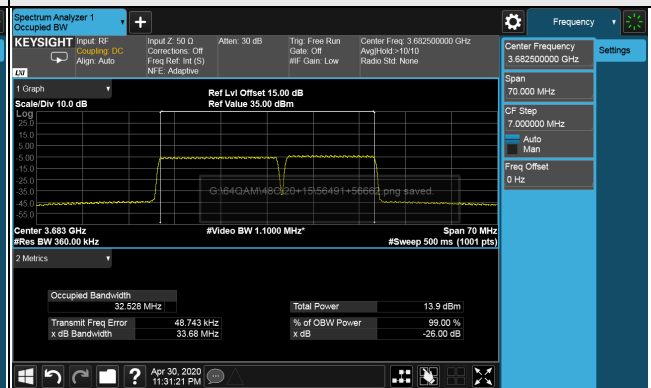 Spectrum Analyzer 1
Occupied BW
+
Frequency
KEYSIGHT
Input: RF
Coupling: DC
Align: Auto
Input Z: 50 Ω
Corrections: Off
Freq Ref: Int (S)
NFE: Adaptive
Atten: 30 dB
Trig: Free Run
Gate: Off
#IF Gain: Low
Center Freq: 3.682500000 GHz
Avg|Hold:>10/10
Radio Std: None
LXI
Center Frequency
3.682500000 GHz
Settings
Span
70.000 MHz
CF Step
7.000000 MHz
Auto
Man
Freq Offset
0 Hz
1 Graph
Scale/Div 10.0 dB
Ref Lvl Offset 15.00 dB
Ref Value 35.00 dBm
Log
25.0
15.0
5.00
-5.00
-15.0
-25.0
-35.0
-45.0
-55.0
G:\64QAM\48C\20+15\56491+56662.png saved.
Center 3.683 GHz
#Res BW 360.00 kHz
#Video BW 1.1000 MHz*
Span 70 MHz
#Sweep 500 ms (1001 pts)
2 Metrics
Occupied Bandwidth
32.528 MHz
Transmit Freq Error 48.743 kHz
x dB Bandwidth 33.68 MHz
Total Power 13.9 dBm
% of OBW Power 99.00 %
x dB -26.00 dB
?
Apr 30, 2020
11:31:21 PM